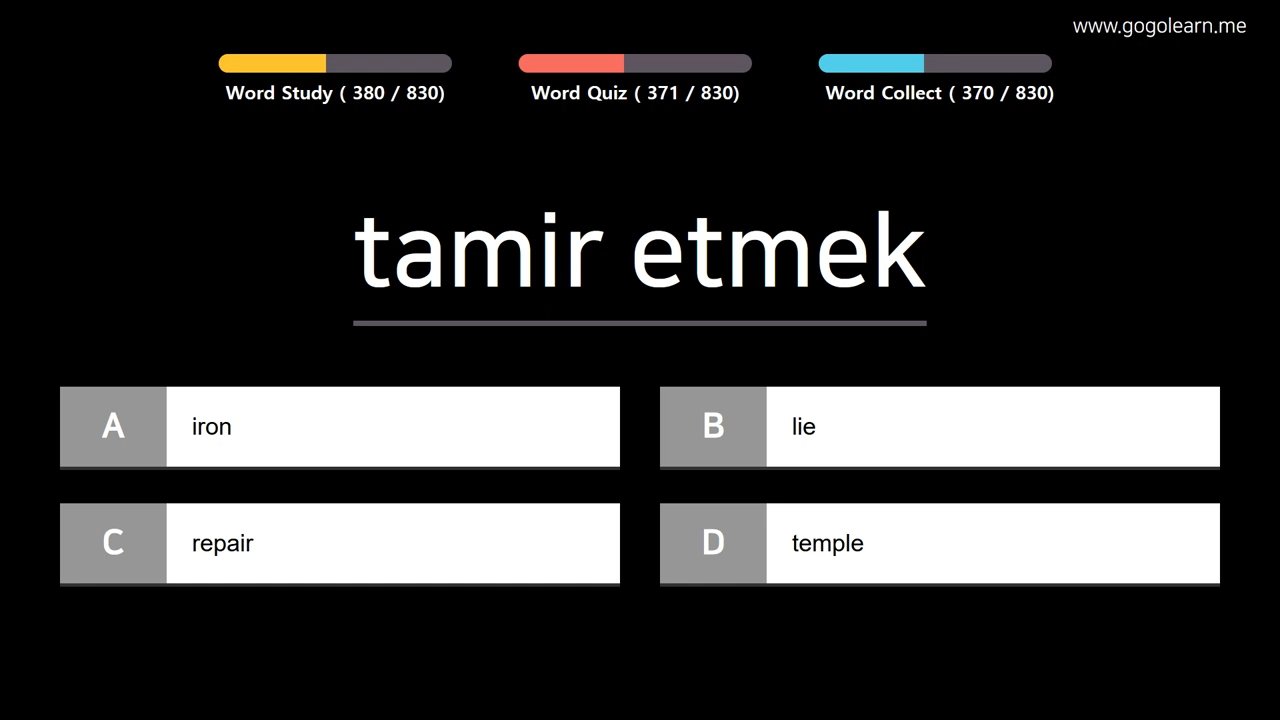 www.gogolearn.me
Word Study ( 380 / 830)
Word Quiz ( 371 / 830)
Word Collect ( 370 / 830)
tamir etmek
A iron
B lie
C repair
D temple